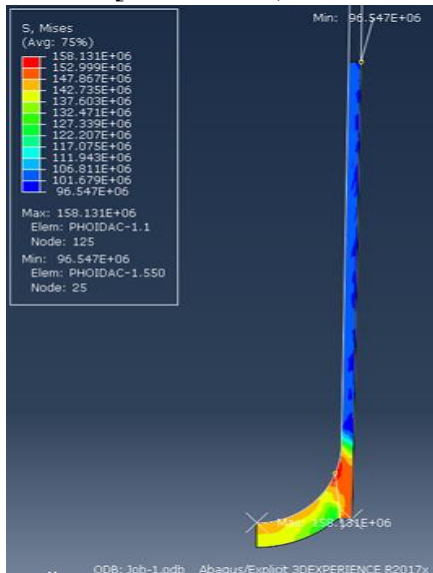 Min: 96.547E+06
S, Mises
(Avg: 75%)
158.131E+06
152.999E+06
147.867E+06
142.735E+06
137.603E+06
132.471E+06
127.339E+06
122.207E+06
117.075E+06
111.943E+06
106.811E+06
101.679E+06
96.547E+06
Max: 158.131E+06
Elem: PHOIDAC-1.1
Node: 125
Min: 96.547E+06
Elem: PHOIDAC-1.550
Node: 25
Max: 158.131E+06
ODB: Job-1.odb Abaqus/Explicit 3DEXPERIENCE R2017x